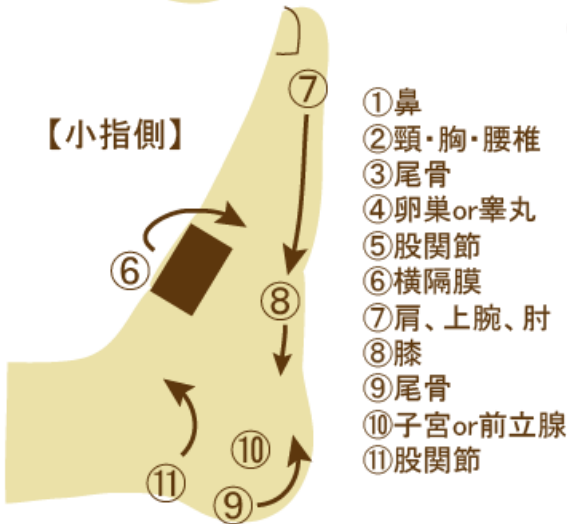 【小指側】
⑦
⑥
⑧
⑩
⑪
⑨
①鼻
②頸・胸・腰椎
③尾骨
④卵巣or睾丸
⑤股関節
⑥横隔膜
⑦肩、上腕、肘
⑧膝
⑨尾骨
⑩子宮or前立腺
⑪股関節